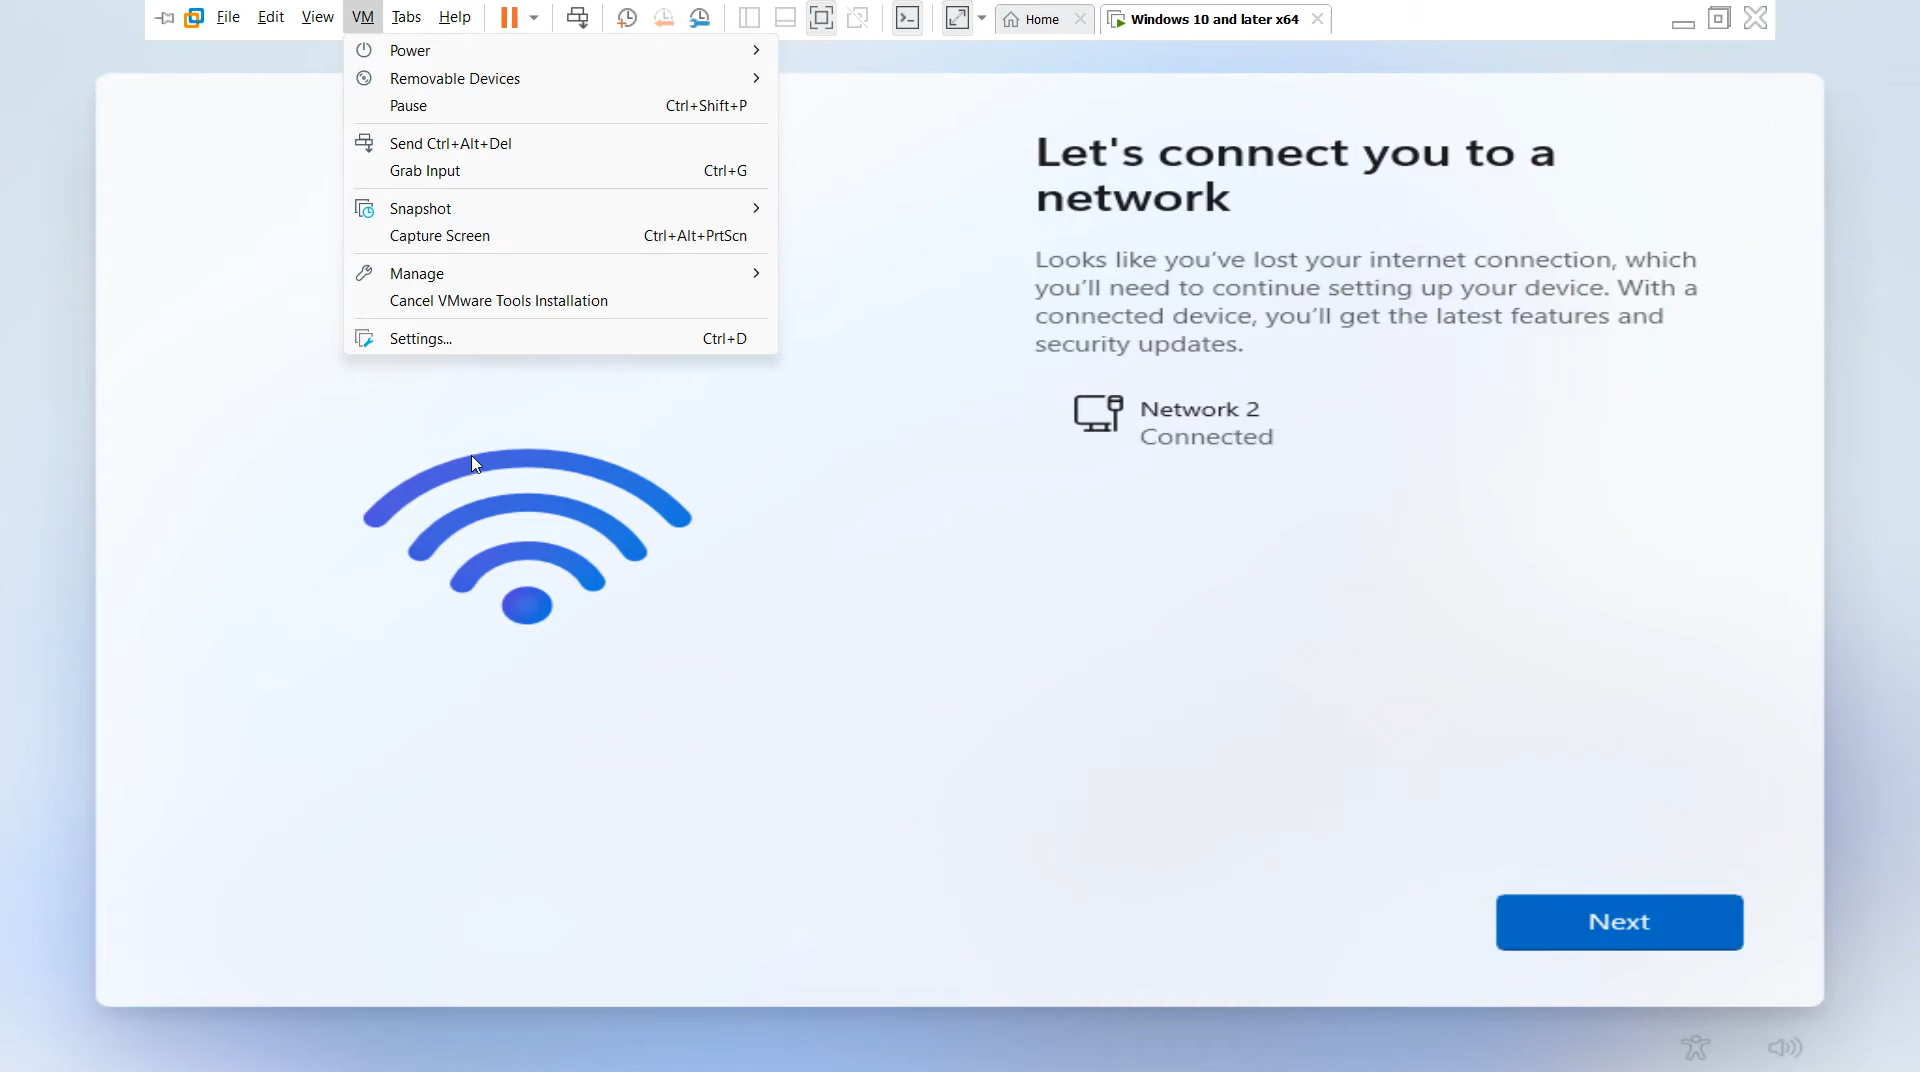 File Edit View VM Tabs Help Home Windows 10 and later x64
Power
Removable Devices
Pause Ctrl+Shift+P
Send Ctrl+Alt+Del
Grab Input Ctrl+G
Snapshot
Capture Screen Ctrl+Alt+PrtScn
Manage
Cancel VMware Tools Installation
Settings... Ctrl+D
Let's connect you to a
network
Looks like you've lost your internet connection, which
you'll need to continue setting up your device. With a
connected device, you'll get the latest features and
security updates.
Network 2
Connected
Next